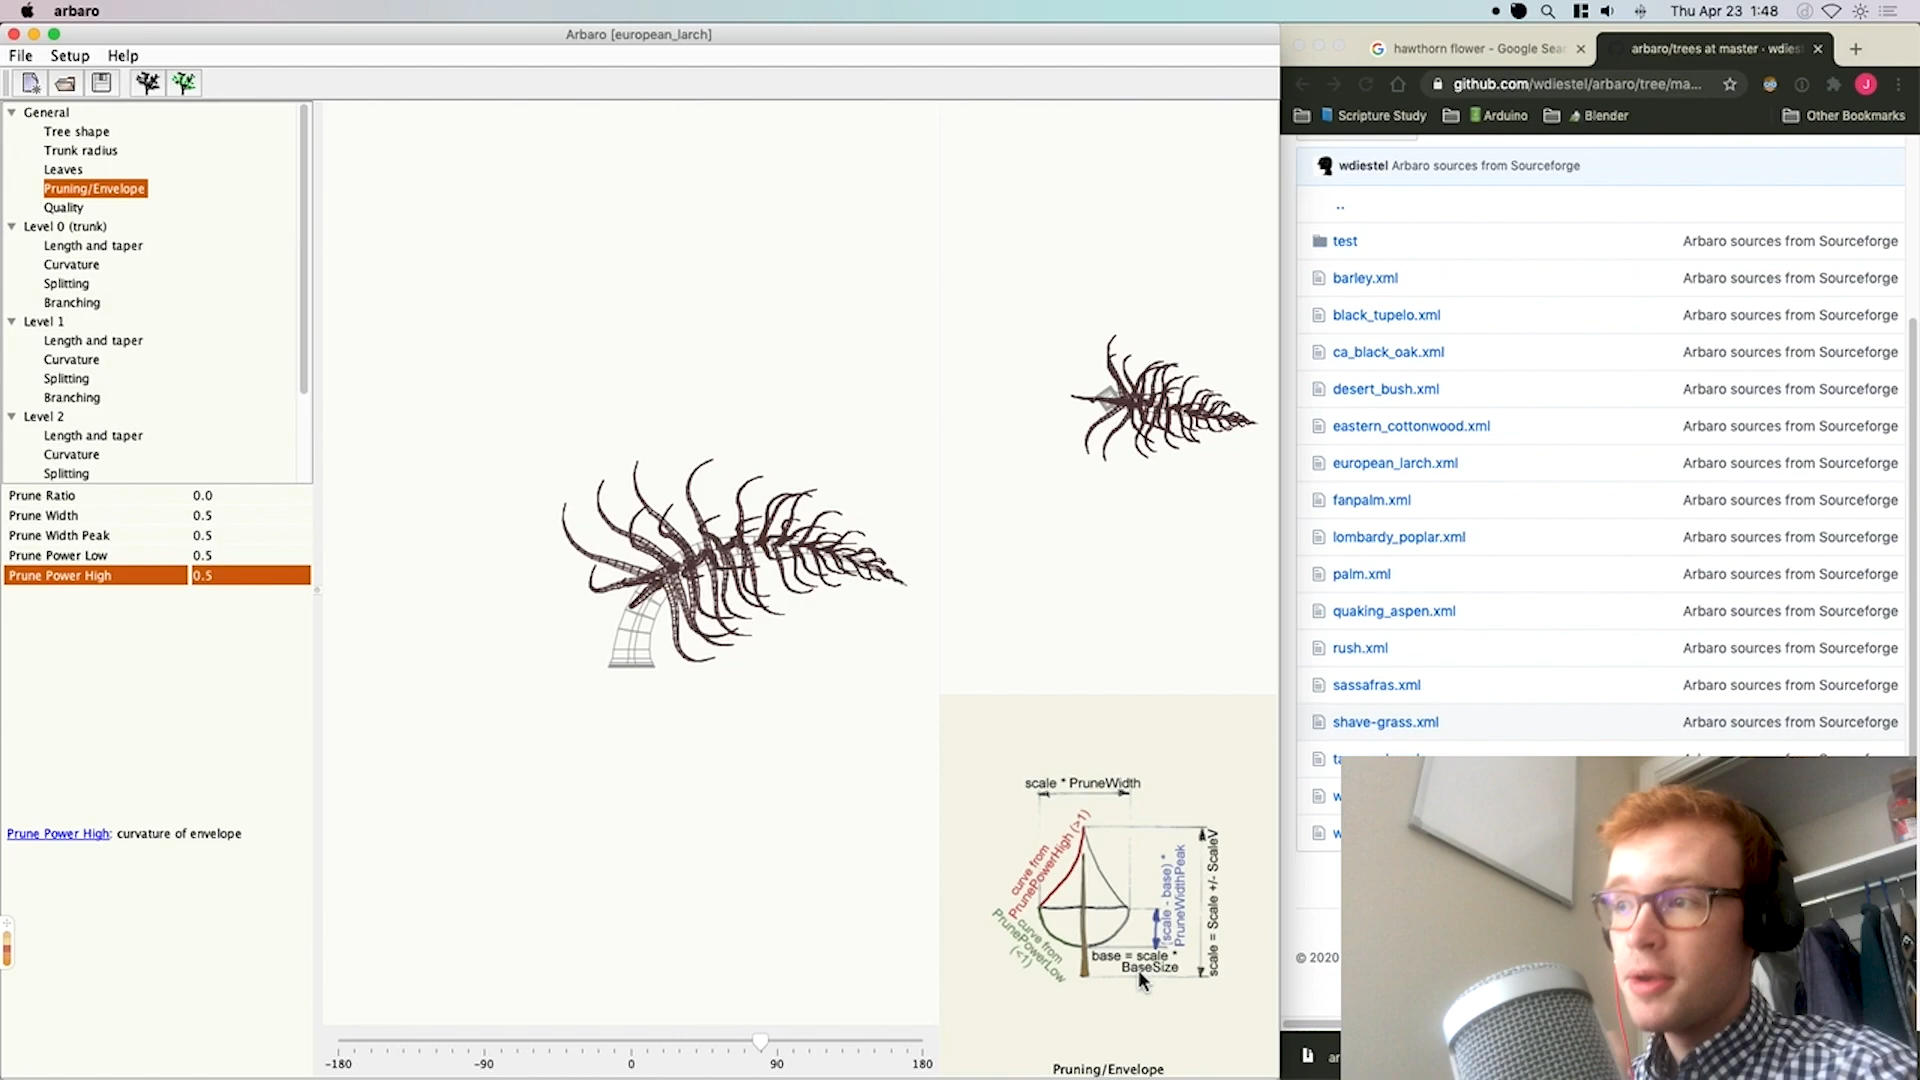 arbaro
Thu Apr 23 1:48
Arbaro [european_larch]
File Setup Help
General
Tree shape
Trunk radius
Leaves
Pruning/Envelope
Quality
Level 0 (trunk)
Length and taper
Curvature
Splitting
Branching
Level 1
Length and taper
Curvature
Splitting
Branching
Level 2
Length and taper
Curvature
Splitting
Prune Ratio 0.0
Prune Width 0.5
Prune Width Peak 0.5
Prune Power Low 0.5
Prune Power High 0.5
Prune Power High: curvature of envelope
-180 -90 0 90 180
scale * PruneWidth
curve from
PrunePowerHigh (>1)
curve from
PrunePowerLow
(<1)
(scale - base) *
PruneWidthPeak
base = scale *
BaseSize
scale = Scale +/- ScaleV
Pruning/Envelope
hawthorn flower - Google Sea
arbaro/trees at master · wdies
github.com/wdiestel/arbaro/tree/ma...
J
Scripture Study Arduino Blender Other Bookmarks
wdiestel Arbaro sources from Sourceforge
..
test Arbaro sources from Sourceforge
barley.xml Arbaro sources from Sourceforge
black_tupelo.xml Arbaro sources from Sourceforge
ca_black_oak.xml Arbaro sources from Sourceforge
desert_bush.xml Arbaro sources from Sourceforge
eastern_cottonwood.xml Arbaro sources from Sourceforge
european_larch.xml Arbaro sources from Sourceforge
fanpalm.xml Arbaro sources from Sourceforge
lombardy_poplar.xml Arbaro sources from Sourceforge
palm.xml Arbaro sources from Sourceforge
quaking_aspen.xml Arbaro sources from Sourceforge
rush.xml Arbaro sources from Sourceforge
sassafras.xml Arbaro sources from Sourceforge
shave-grass.xml Arbaro sources from Sourceforge
© 2020
ar